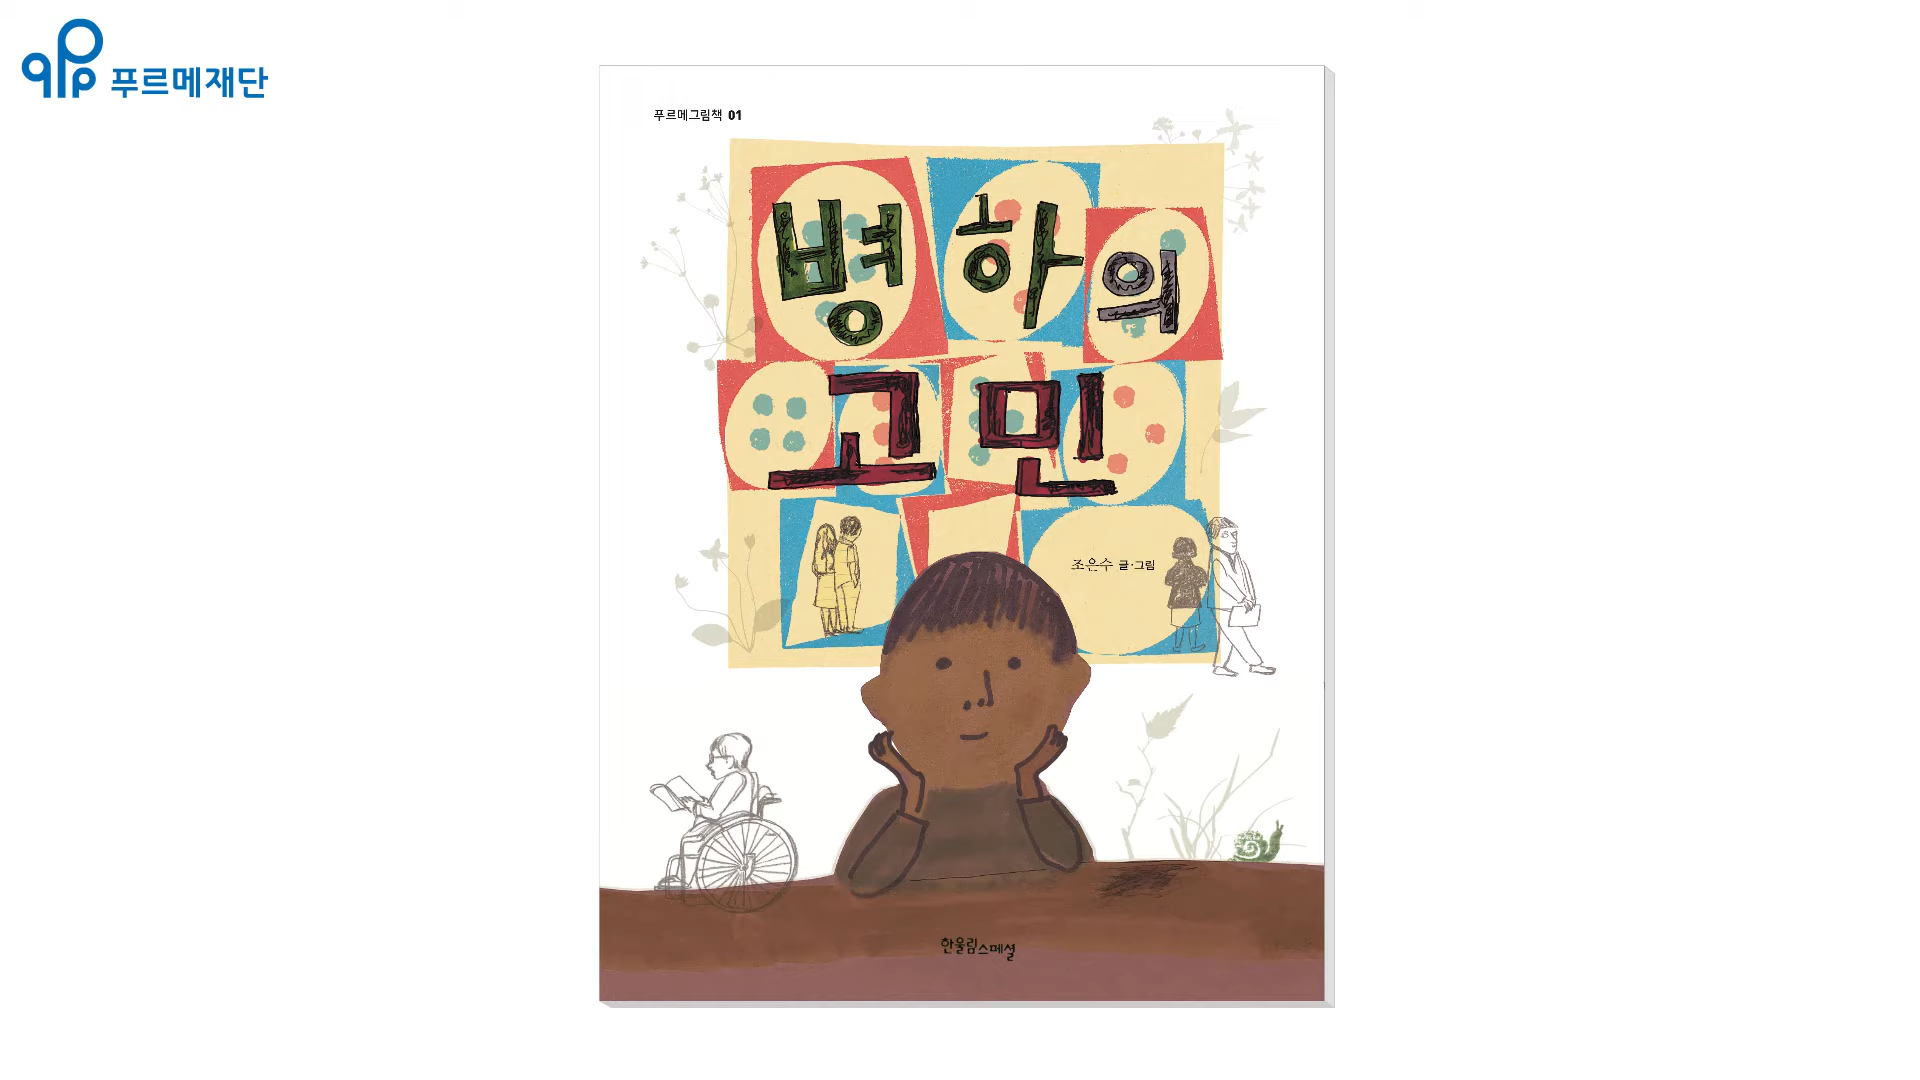 푸르메재단
푸르메그림책 01
병하의
고민
조은수 글·그림
한울림스페셜